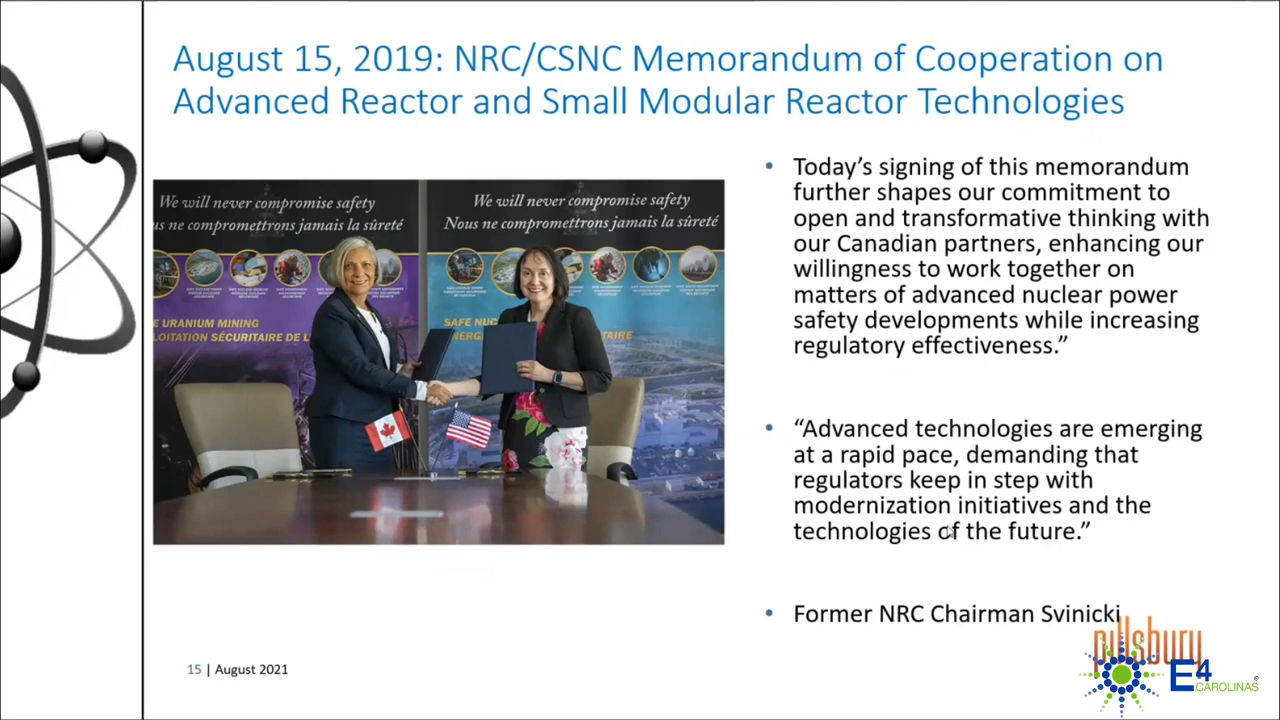 August 15, 2019: NRC/CSNC Memorandum of Cooperation on
Advanced Reactor and Small Modular Reactor Technologies
We will never compromise safety
us ne compromettrons jamais la sûreté
We will never compromise safety
Nous ne compromettrons jamais la sûreté
E URANIUM MINING
LOITATION SÉCURITAIRE DE L'
SAFE NUC
ÉNERGI
TAIRE
• Today’s signing of this memorandum
further shapes our commitment to
open and transformative thinking with
our Canadian partners, enhancing our
willingness to work together on
matters of advanced nuclear power
safety developments while increasing
regulatory effectiveness.”
• “Advanced technologies are emerging
at a rapid pace, demanding that
regulators keep in step with
modernization initiatives and the
technologies of the future.”
• Former NRC Chairman Svinicki
pillsbury
E4
CAROLINAS
15 | August 2021